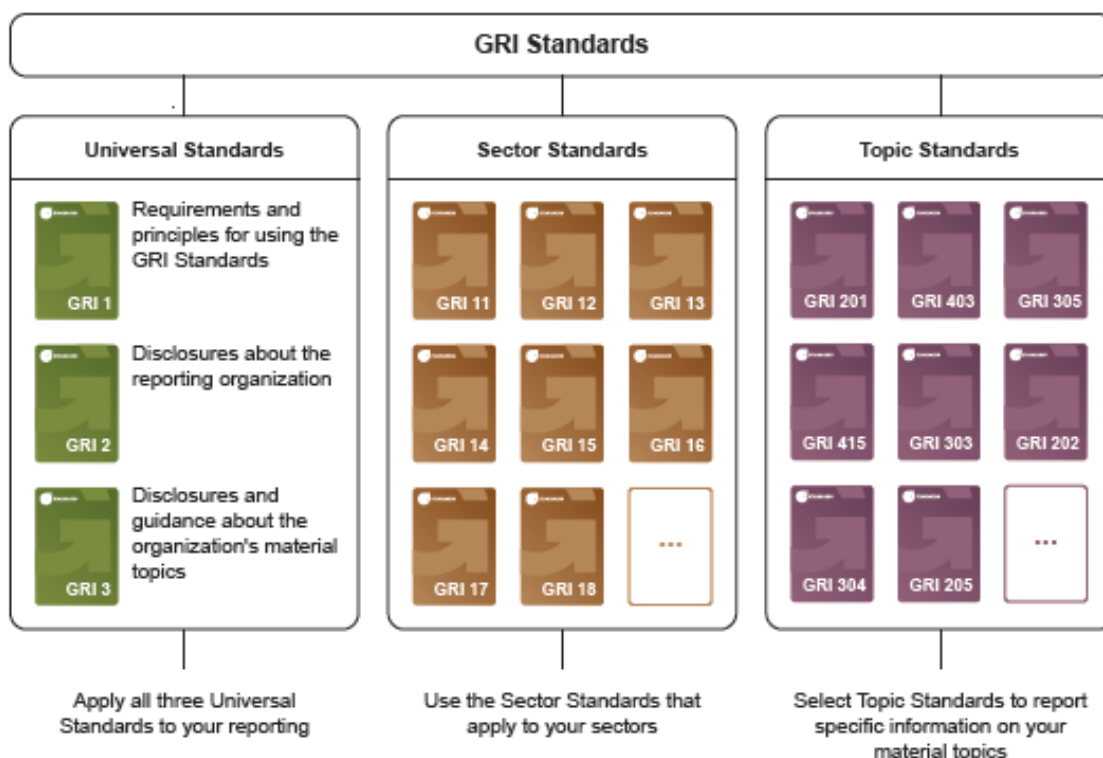 GRI Standards
Universal Standards
Requirements and
principles for using the
GRI Standards
GRI 1
Disclosures about the
reporting organization
GRI 2
Disclosures and
guidance about the
organization's material
topics
GRI 3
Apply all three Universal
Standards to your reporting
Sector Standards
GRI 11
GRI 12
GRI 13
GRI 14
GRI 15
GRI 16
GRI 17
GRI 18
...
Use the Sector Standards that
apply to your sectors
Topic Standards
GRI 201
GRI 403
GRI 305
GRI 415
GRI 303
GRI 202
GRI 304
GRI 205
...
Select Topic Standards to report
specific information on your
material topics